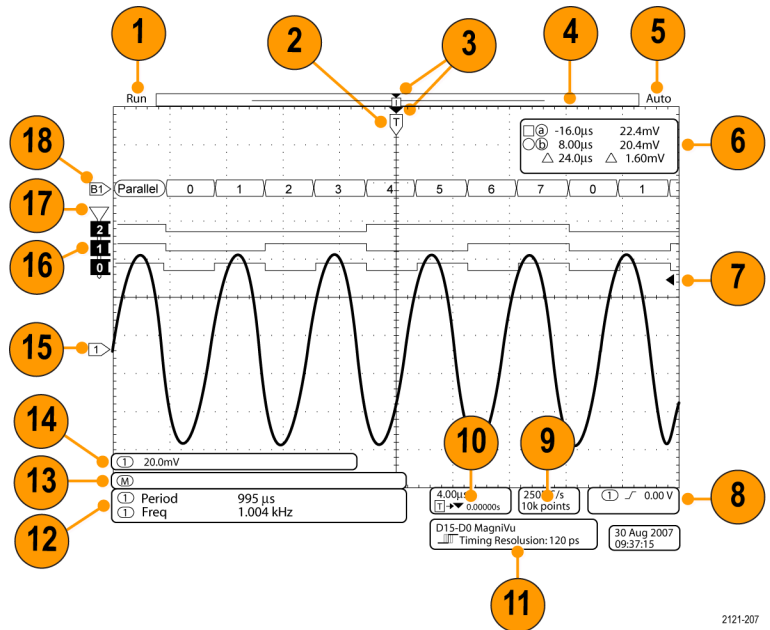 1
2
3
4
5
Run
Auto
T
ⓐ -16.0µs 22.4mV
ⓑ 8.00µs 20.4mV
△ 24.0µs △ 1.60mV
6
18
B1 Parallel 0 1 2 3 4 5 6 7 0 1
17
2
16
1
0
7
15
1
14
① 20.0mV
10
9
13
Ⓜ
① Period 995 µs
① Freq 1.004 kHz
12
4.00µs
T →▼ 0.00000s
10k points
① 0.00 V
8
D15-D0 MagniVu
Timing Resolution: 120 ps
30 Aug 2007
09:37:15
11
2121-207